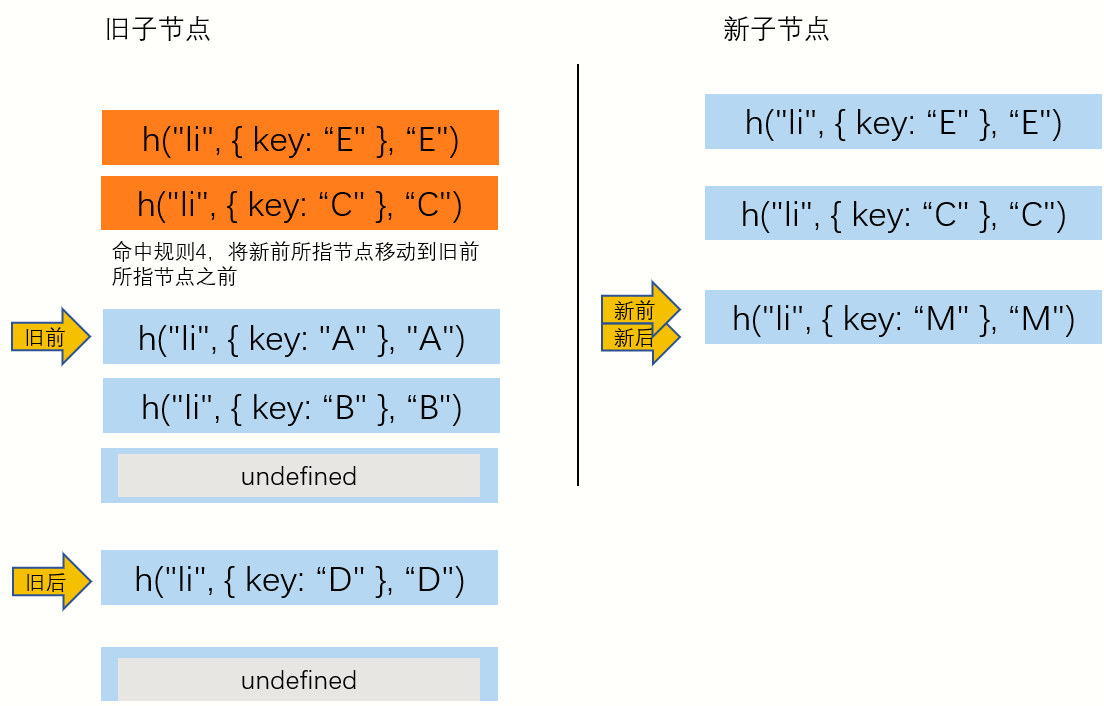 旧子节点
h("li", { key: “E" }, “E")
h("li", { key: “C" }, “C")
命中规则4，将新前所指节点移动到旧前
所指节点之前
旧前
h("li", { key: "A" }, "A")
h("li", { key: “B" }, “B")
undefined
旧后
h("li", { key: “D" }, “D")
undefined
新子节点
h("li", { key: “E" }, “E")
h("li", { key: “C" }, “C")
新前
新后
h("li", { key: “M" }, “M")